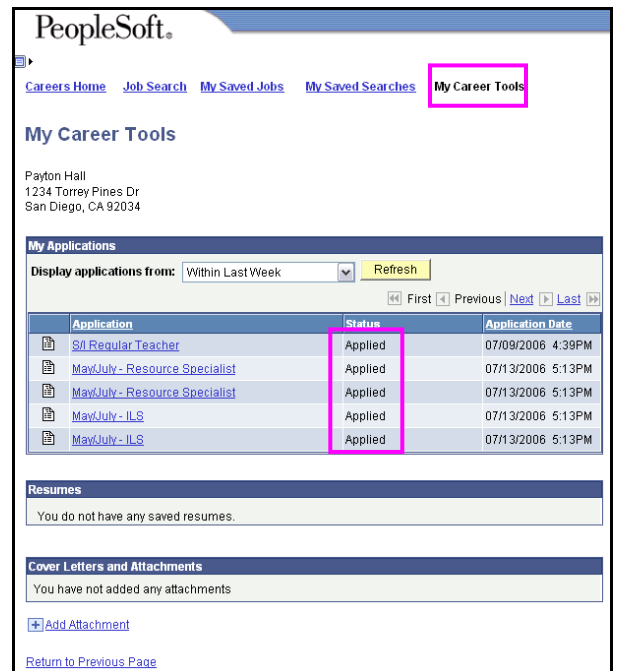 PeopleSoft®
Careers Home Job Search My Saved Jobs My Saved Searches My Career Tools
My Career Tools
Payton Hall
1234 Torrey Pines Dr
San Diego, CA 92034
My Applications
Display applications from: Within Last Week Refresh
First Previous Next Last
Application Status Application Date
S/I Regular Teacher Applied 07/09/2006 4:39PM
May/July - Resource Specialist Applied 07/13/2006 5:13PM
May/July - Resource Specialist Applied 07/13/2006 5:13PM
May/July - ILS Applied 07/13/2006 5:13PM
May/July - ILS Applied 07/13/2006 5:13PM
Resumes
You do not have any saved resumes.
Cover Letters and Attachments
You have not added any attachments
Add Attachment
Return to Previous Page